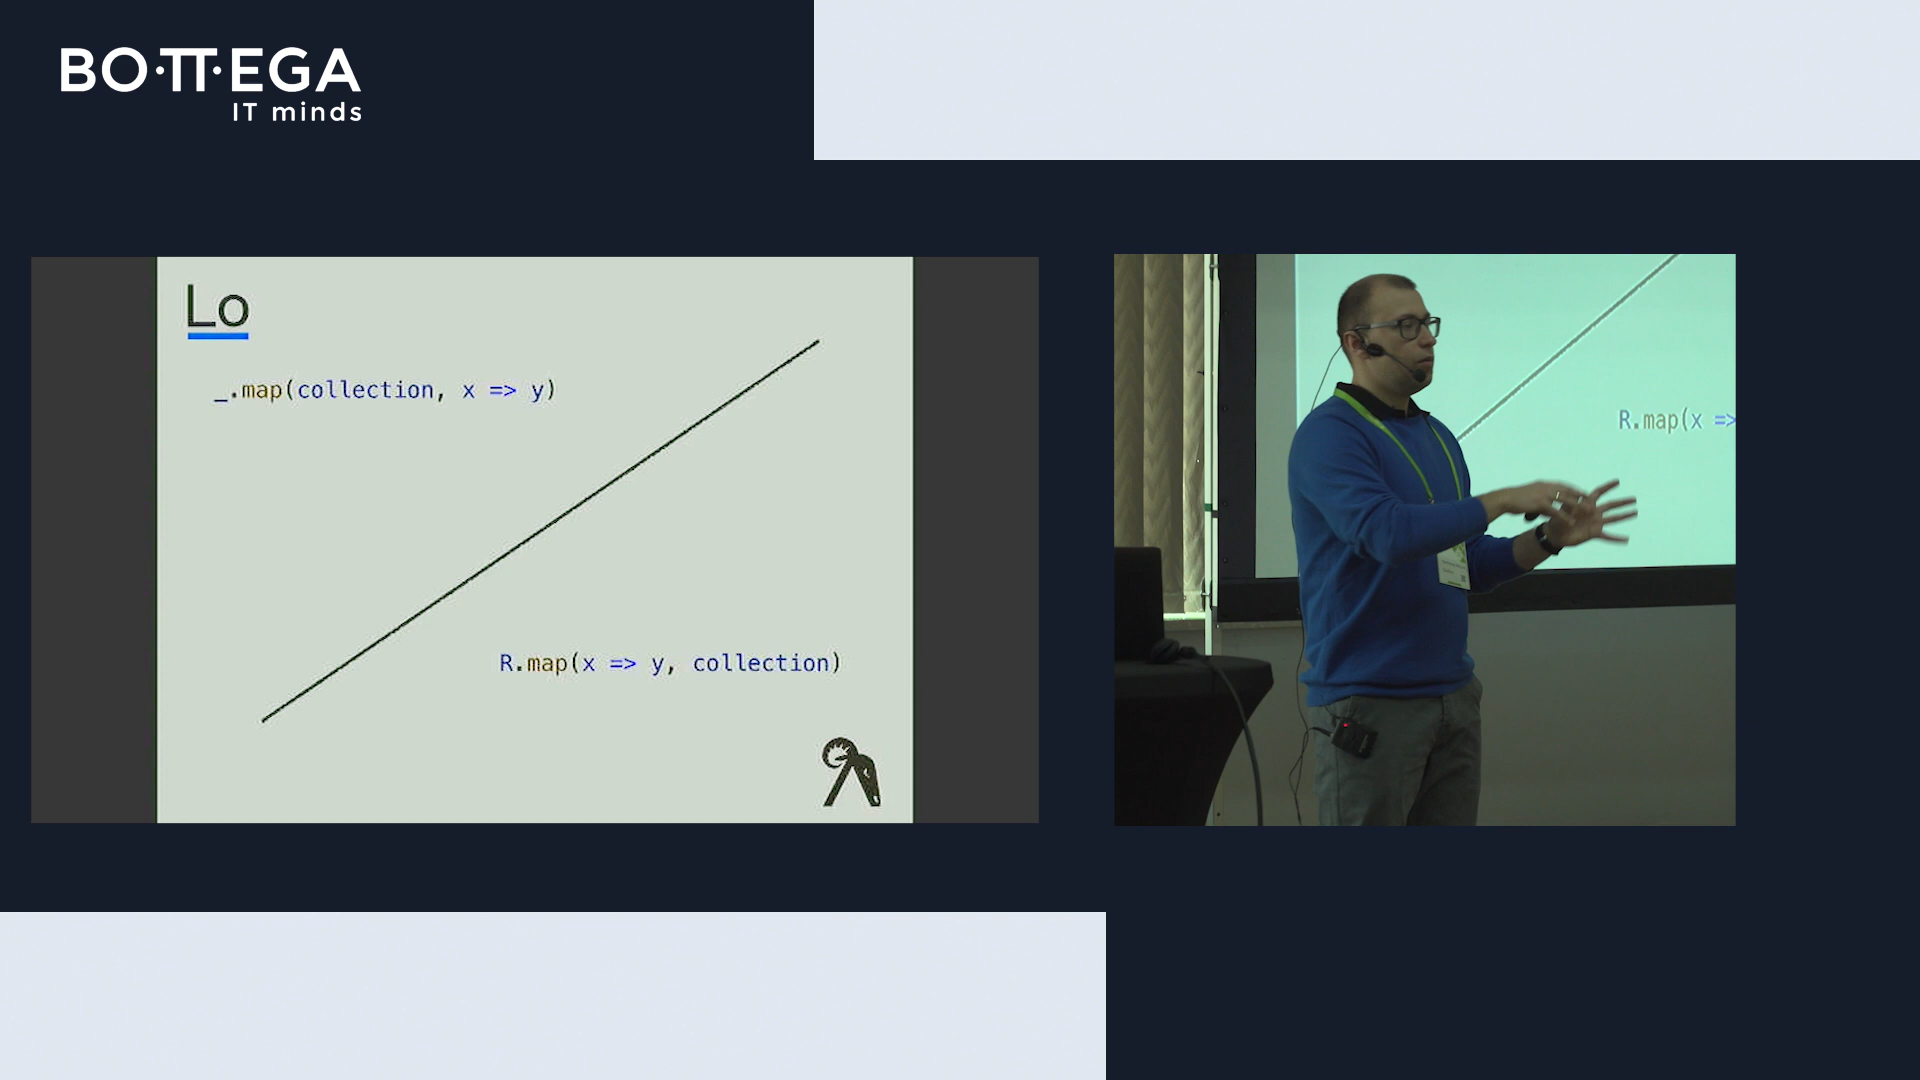 BO·TT·EGA
IT minds
Lo
_.map(collection, x => y)
R.map(x => y, collection)
R.map(x =>